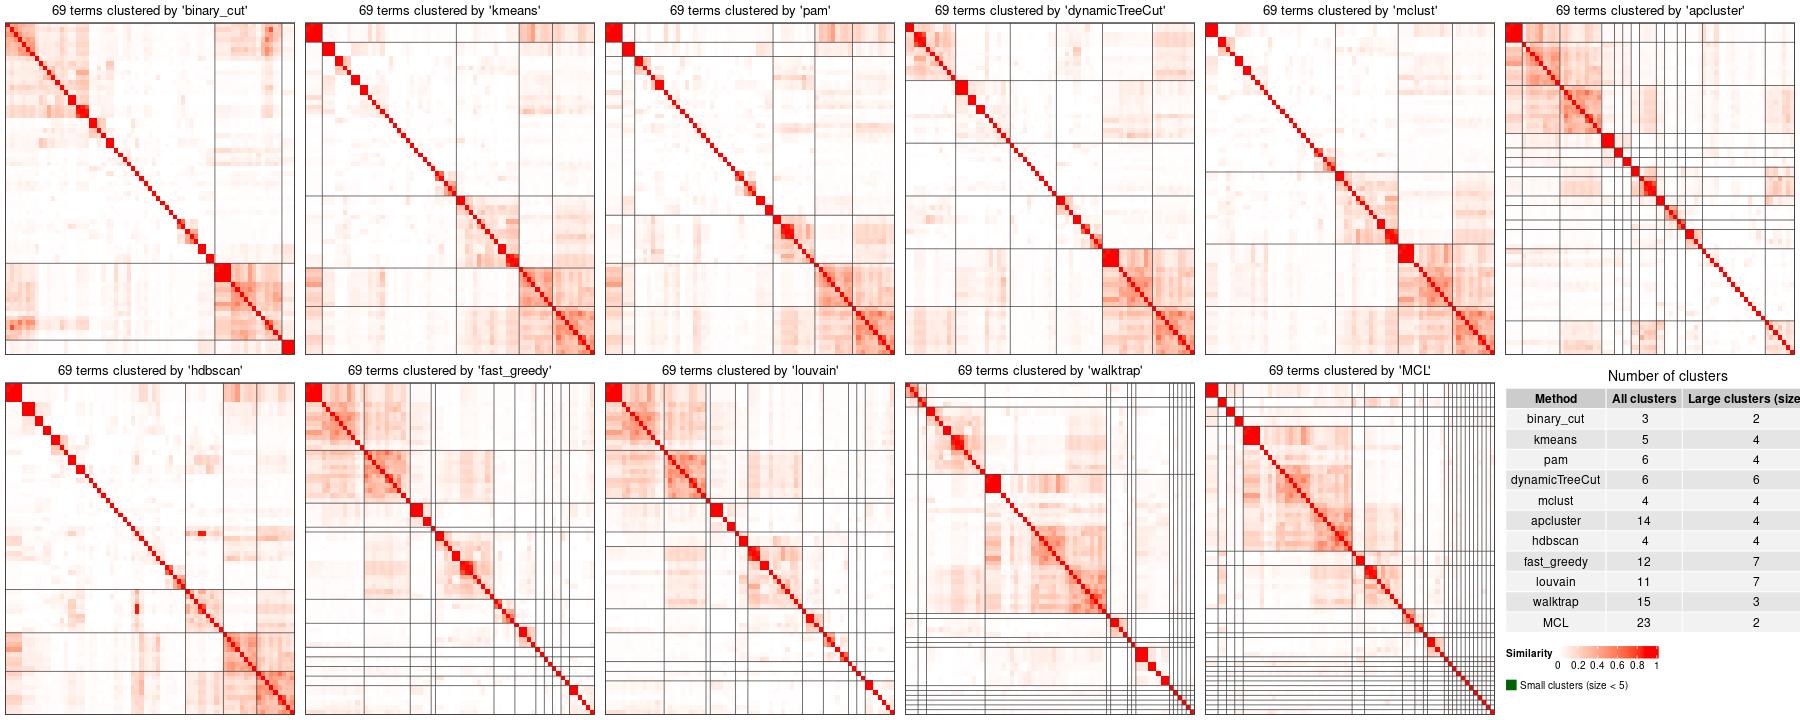 69 terms clustered by 'binary_cut'
69 terms clustered by 'kmeans'
69 terms clustered by 'pam'
69 terms clustered by 'dynamicTreeCut'
69 terms clustered by 'mclust'
69 terms clustered by 'apcluster'
69 terms clustered by 'hdbscan'
69 terms clustered by 'fast_greedy'
69 terms clustered by 'louvain'
69 terms clustered by 'walktrap'
69 terms clustered by 'MCL'
Number of clusters
Method All clusters Large clusters (size
binary_cut 3 2
kmeans 5 4
pam 6 4
dynamicTreeCut 6 6
mclust 4 4
apcluster 14 4
hdbscan 4 4
fast_greedy 12 7
louvain 11 7
walktrap 15 3
MCL 23 2
Similarity
0 0.2 0.4 0.6 0.8 1
Small clusters (size < 5)